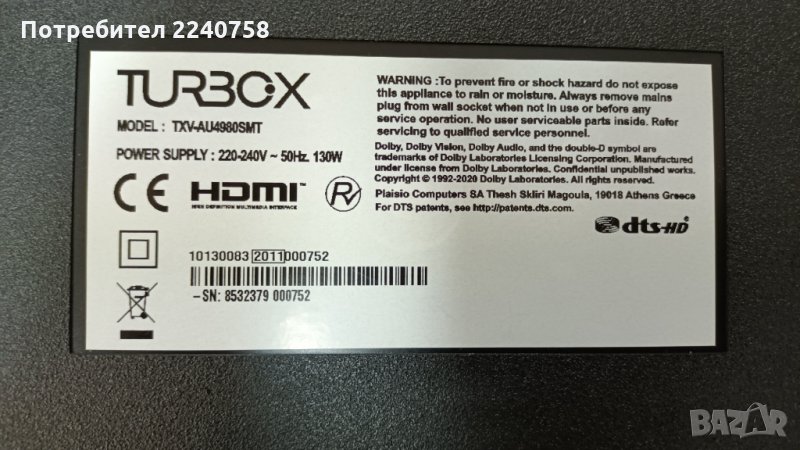 Потребител 2240758
TURBOX
MODEL : TXV-AU4980SMT
POWER SUPPLY : 220-240V ~ 50Hz. 130W
CE HDMI RV
HIGH DEFINITION MULTIMEDIA INTERFACE
WARNING :To prevent fire or shock hazard do not expose
this appliance to rain or moisture. Always remove mains
plug from wall socket when not in use or before any
service operation. No user serviceable parts inside. Refer
servicing to qualified service personnel.
Dolby, Dolby Vision, Dolby Audio, and the double-D symbol are
trademarks of Dolby Laboratories Licensing Corporation. Manufactured
under license from Dolby Laboratories. Confidential unpublished works.
Copyright © 1992-2020 Dolby Laboratories. All rights reserved.
Plaisio Computers SA Thesh Skliri Magoula, 19018 Athens Greece
For DTS patents, see http://patents.dts.com.
dts-HD
10130083 2011000752
-SN: 8532379 000752
BAZAR